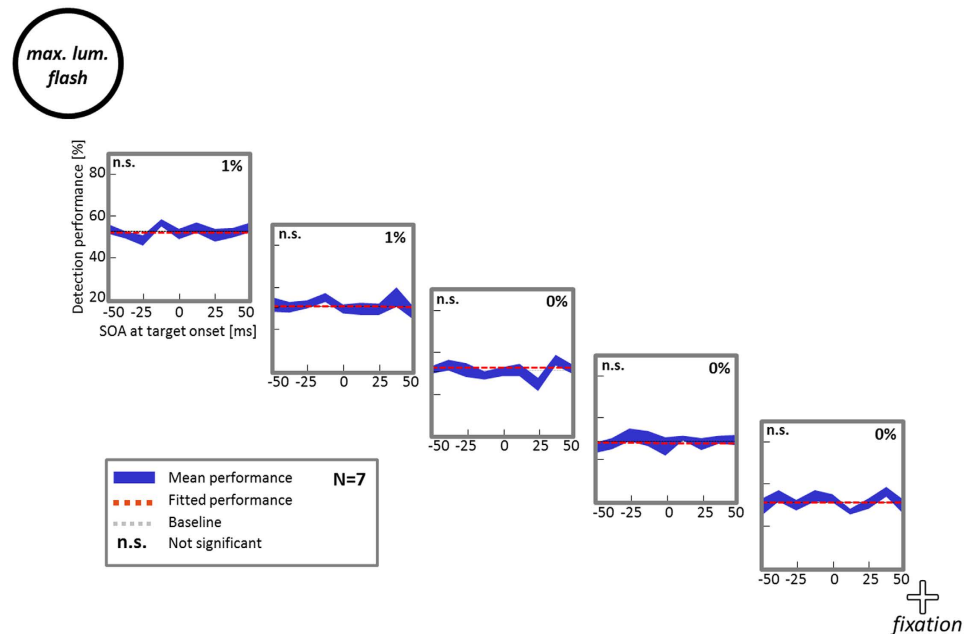 max. lum.
flash
Detection performance [%]
n.s.
1%
80
60
40
20
-50 -25 0 25 50
SOA at target onset [ms]
n.s.
1%
-50 -25 0 25 50
n.s.
0%
-50 -25 0 25 50
n.s.
0%
-50 -25 0 25 50
n.s.
0%
-50 -25 0 25 50
Mean performance N=7
Fitted performance
Baseline
n.s. Not significant
fixation